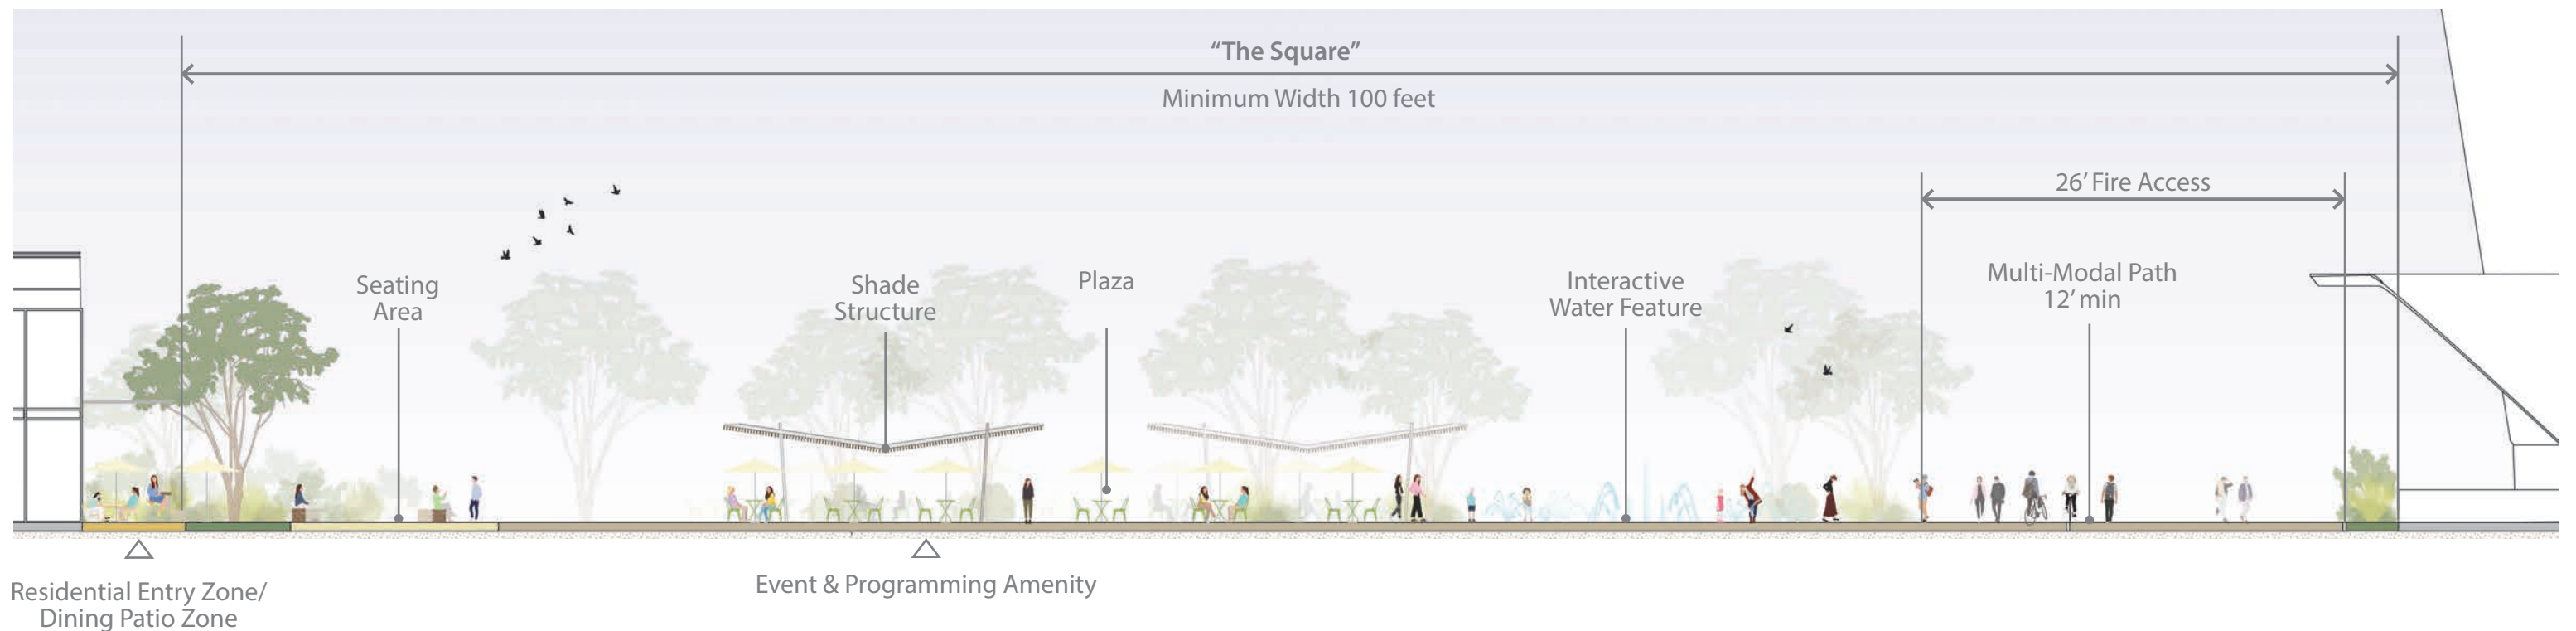 “The Square”
Minimum Width 100 feet
26’ Fire Access
Seating
Area
Shade
Structure
Plaza
Interactive
Water Feature
Multi-Modal Path
12’ min
Residential Entry Zone/
Dining Patio Zone
Event & Programming Amenity